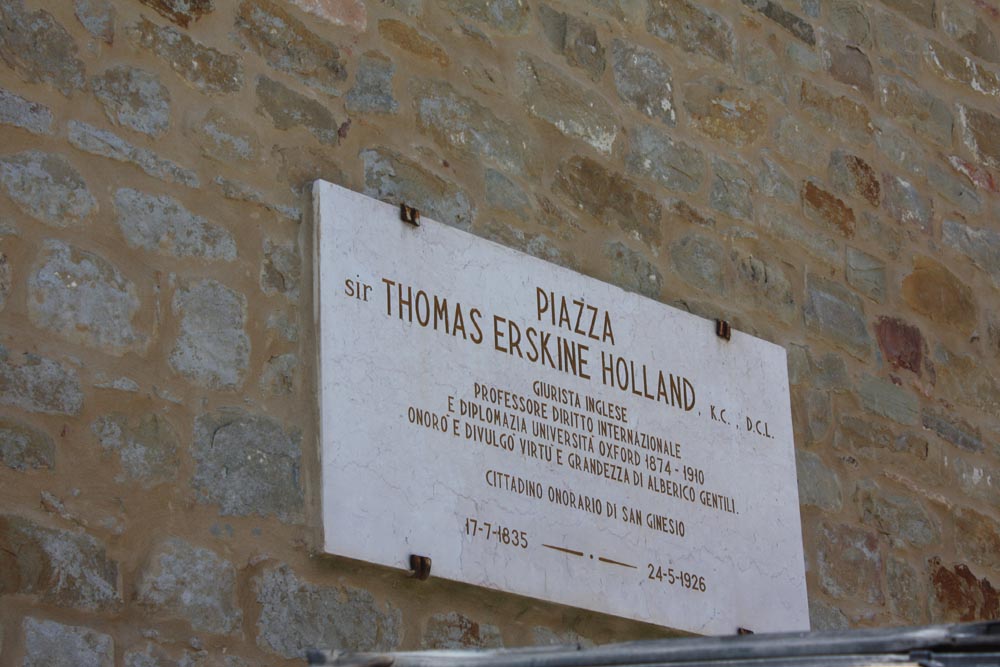 PIAZZA
sir THOMAS ERSKINE HOLLAND, K.C., D.C.L.
GIURISTA INGLESE
PROFESSORE DIRITTO INTERNAZIONALE
E DIPLOMAZIA UNIVERSITÁ OXFORD 1874-1910
ONORÒ E DIVULGÒ VIRTÙ E GRANDEZZA DI ALBERICO GENTILI.
CITTADINO ONORARIO DI SAN GINESIO
17-7-1835 — · — 24-5-1926